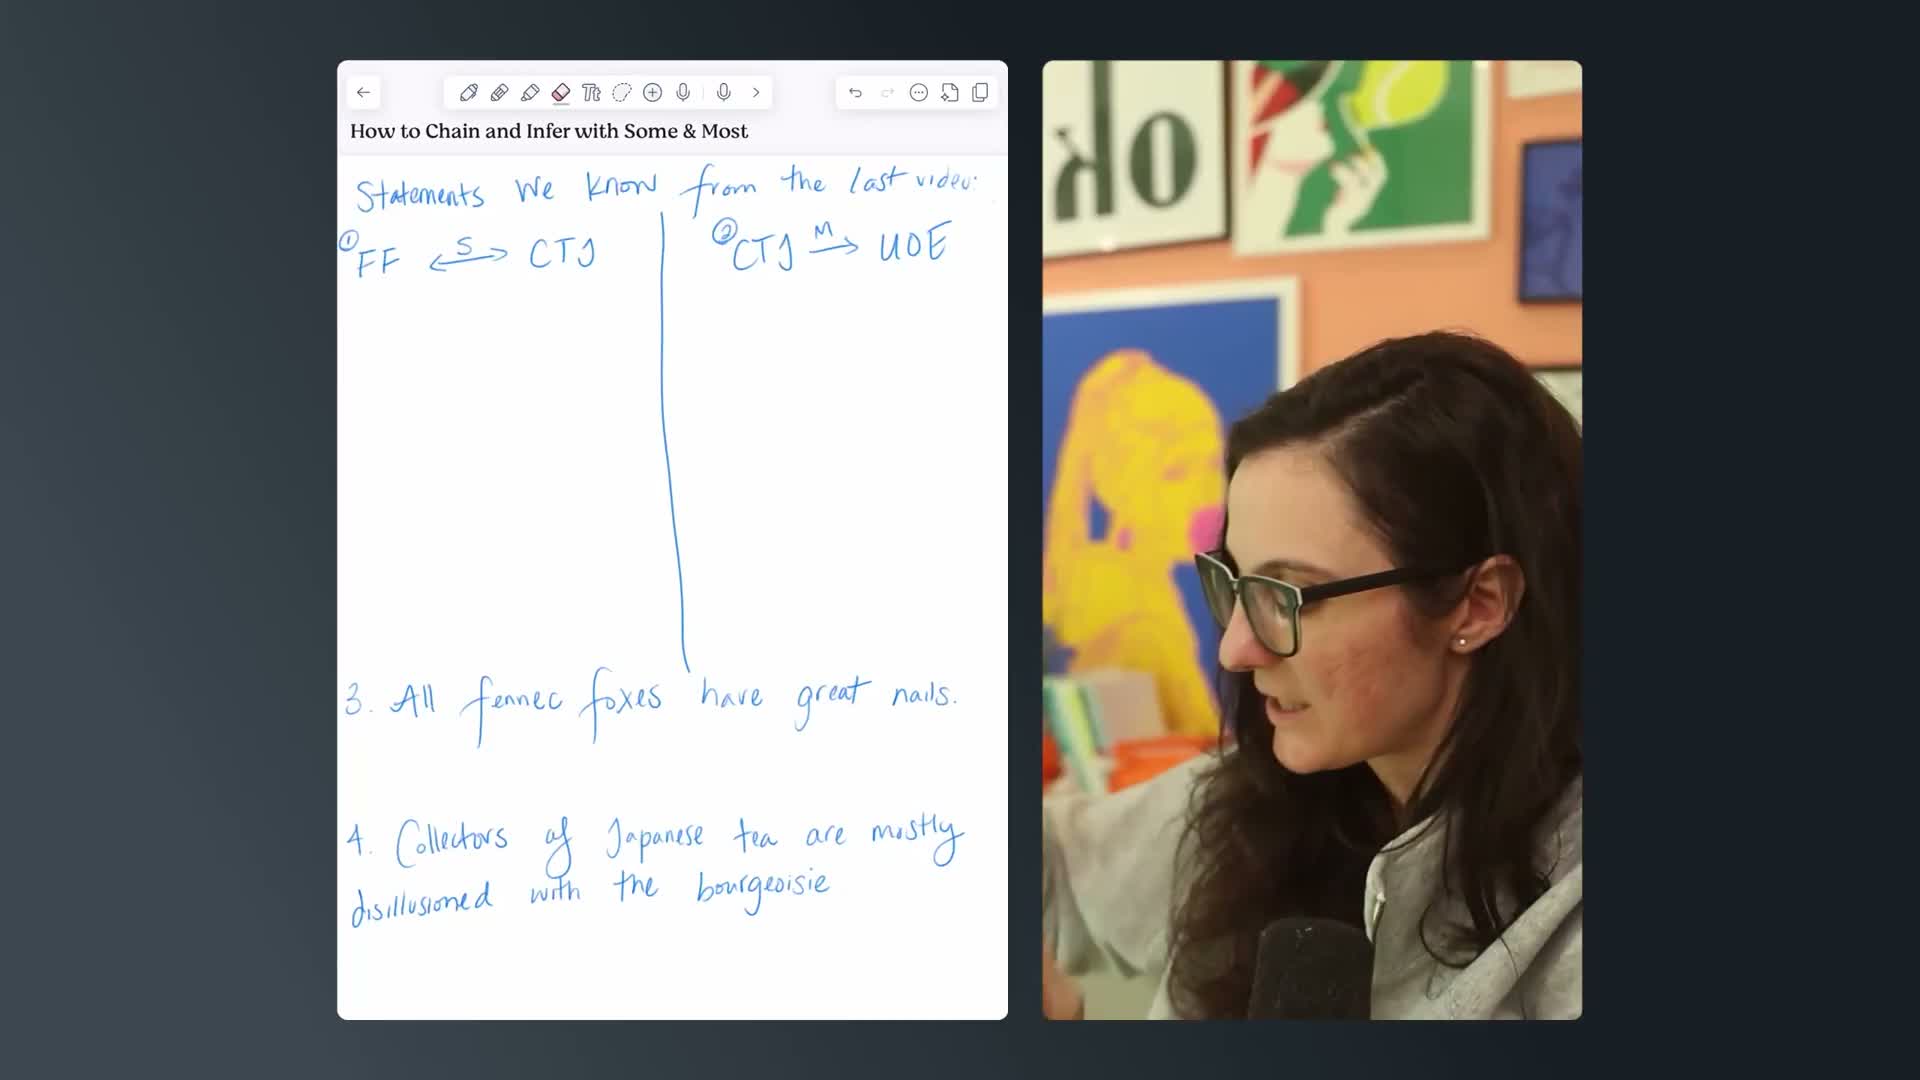 How to Chain and Infer with Some & Most
Statements we know from the last video:
① FF ←S→ CTJ
② CTJ M→ UOE
3. All fennec foxes have great nails.
4. Collectors of Japanese tea are mostly
disillusioned with the bourgeoisie
Tt
OK